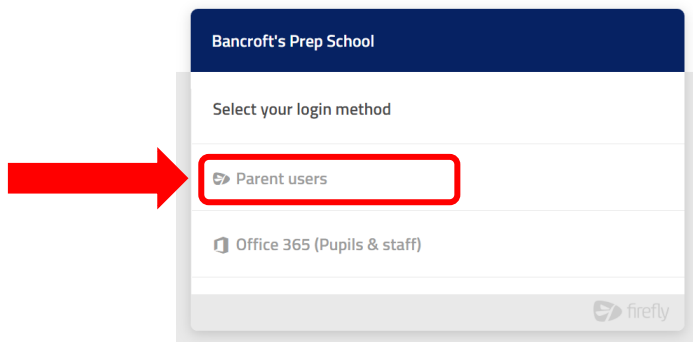 Bancroft's Prep School
Select your login method
Parent users
Office 365 (Pupils & staff)
firefly